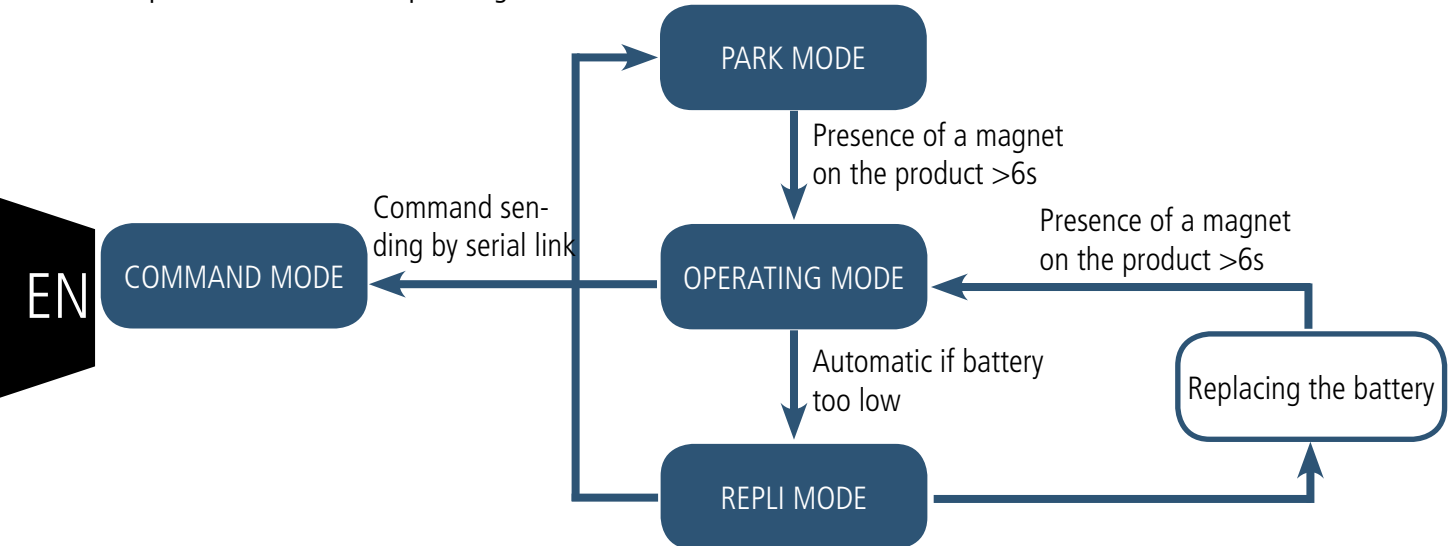 PARK MODE
Presence of a magnet
on the product >6s
Command sen-
ding by serial link
Presence of a magnet
on the product >6s
EN
COMMAND MODE
OPERATING MODE
Automatic if battery
too low
Replacing the battery
REPLI MODE